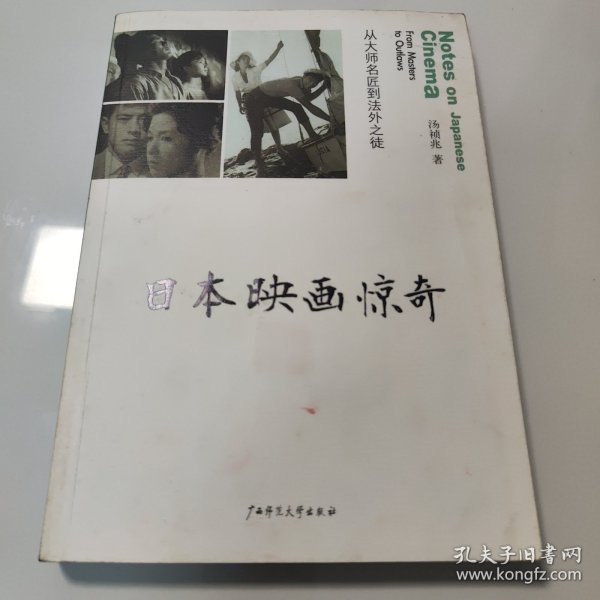 Notes on Japanese
Cinema
From Masters
to Outlaws
汤祯兆 著
从大师名匠到法外之徒
日本映画惊奇
广西师范大学出版社
孔夫子旧书网
www.kongfz.com